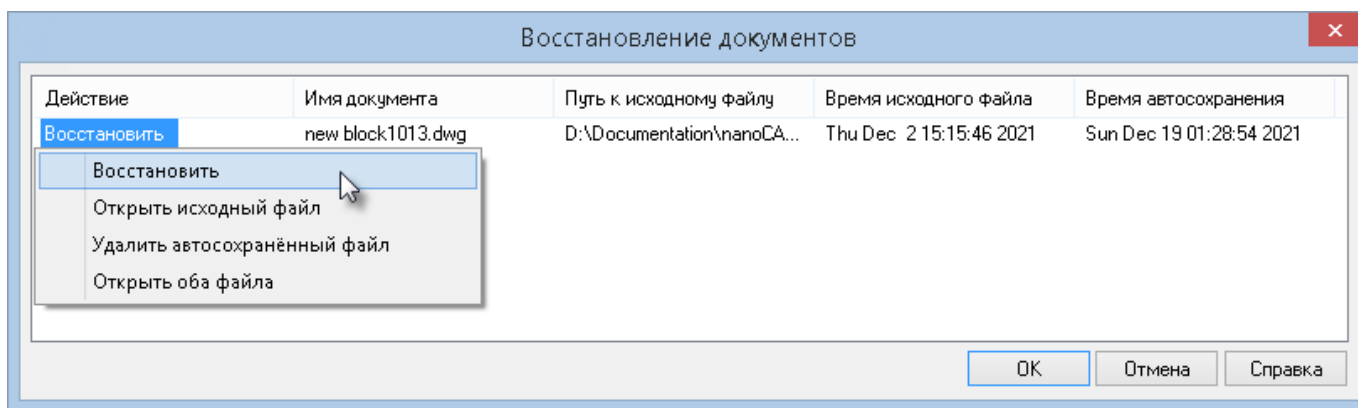 Восстановление документов
Действие Имя документа Путь к исходному файлу Время исходного файла Время автосохранения
Восстановить new block1013.dwg D:\Documentation\nanoCA... Thu Dec 2 15:15:46 2021 Sun Dec 19 01:28:54 2021
Восстановить
Открыть исходный файл
Удалить автосохранённый файл
Открыть оба файла
OK Отмена Справка